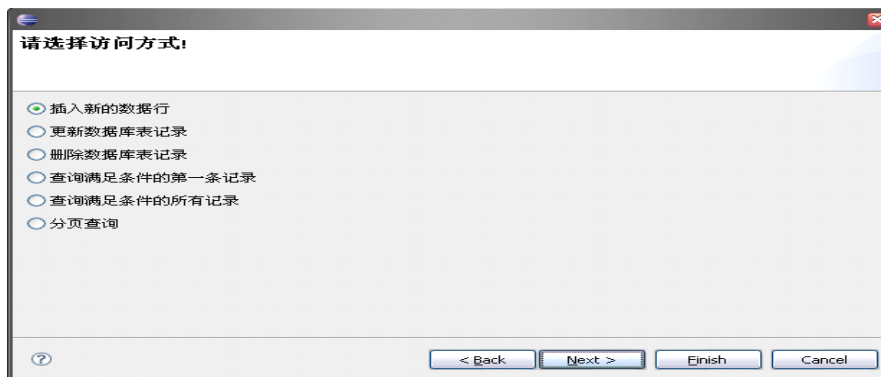 请选择访问方式!
插入新的数据行
更新数据库表记录
删除数据库表记录
查询满足条件的第一条记录
查询满足条件的所有记录
分页查询
? < Back Next > Finish Cancel